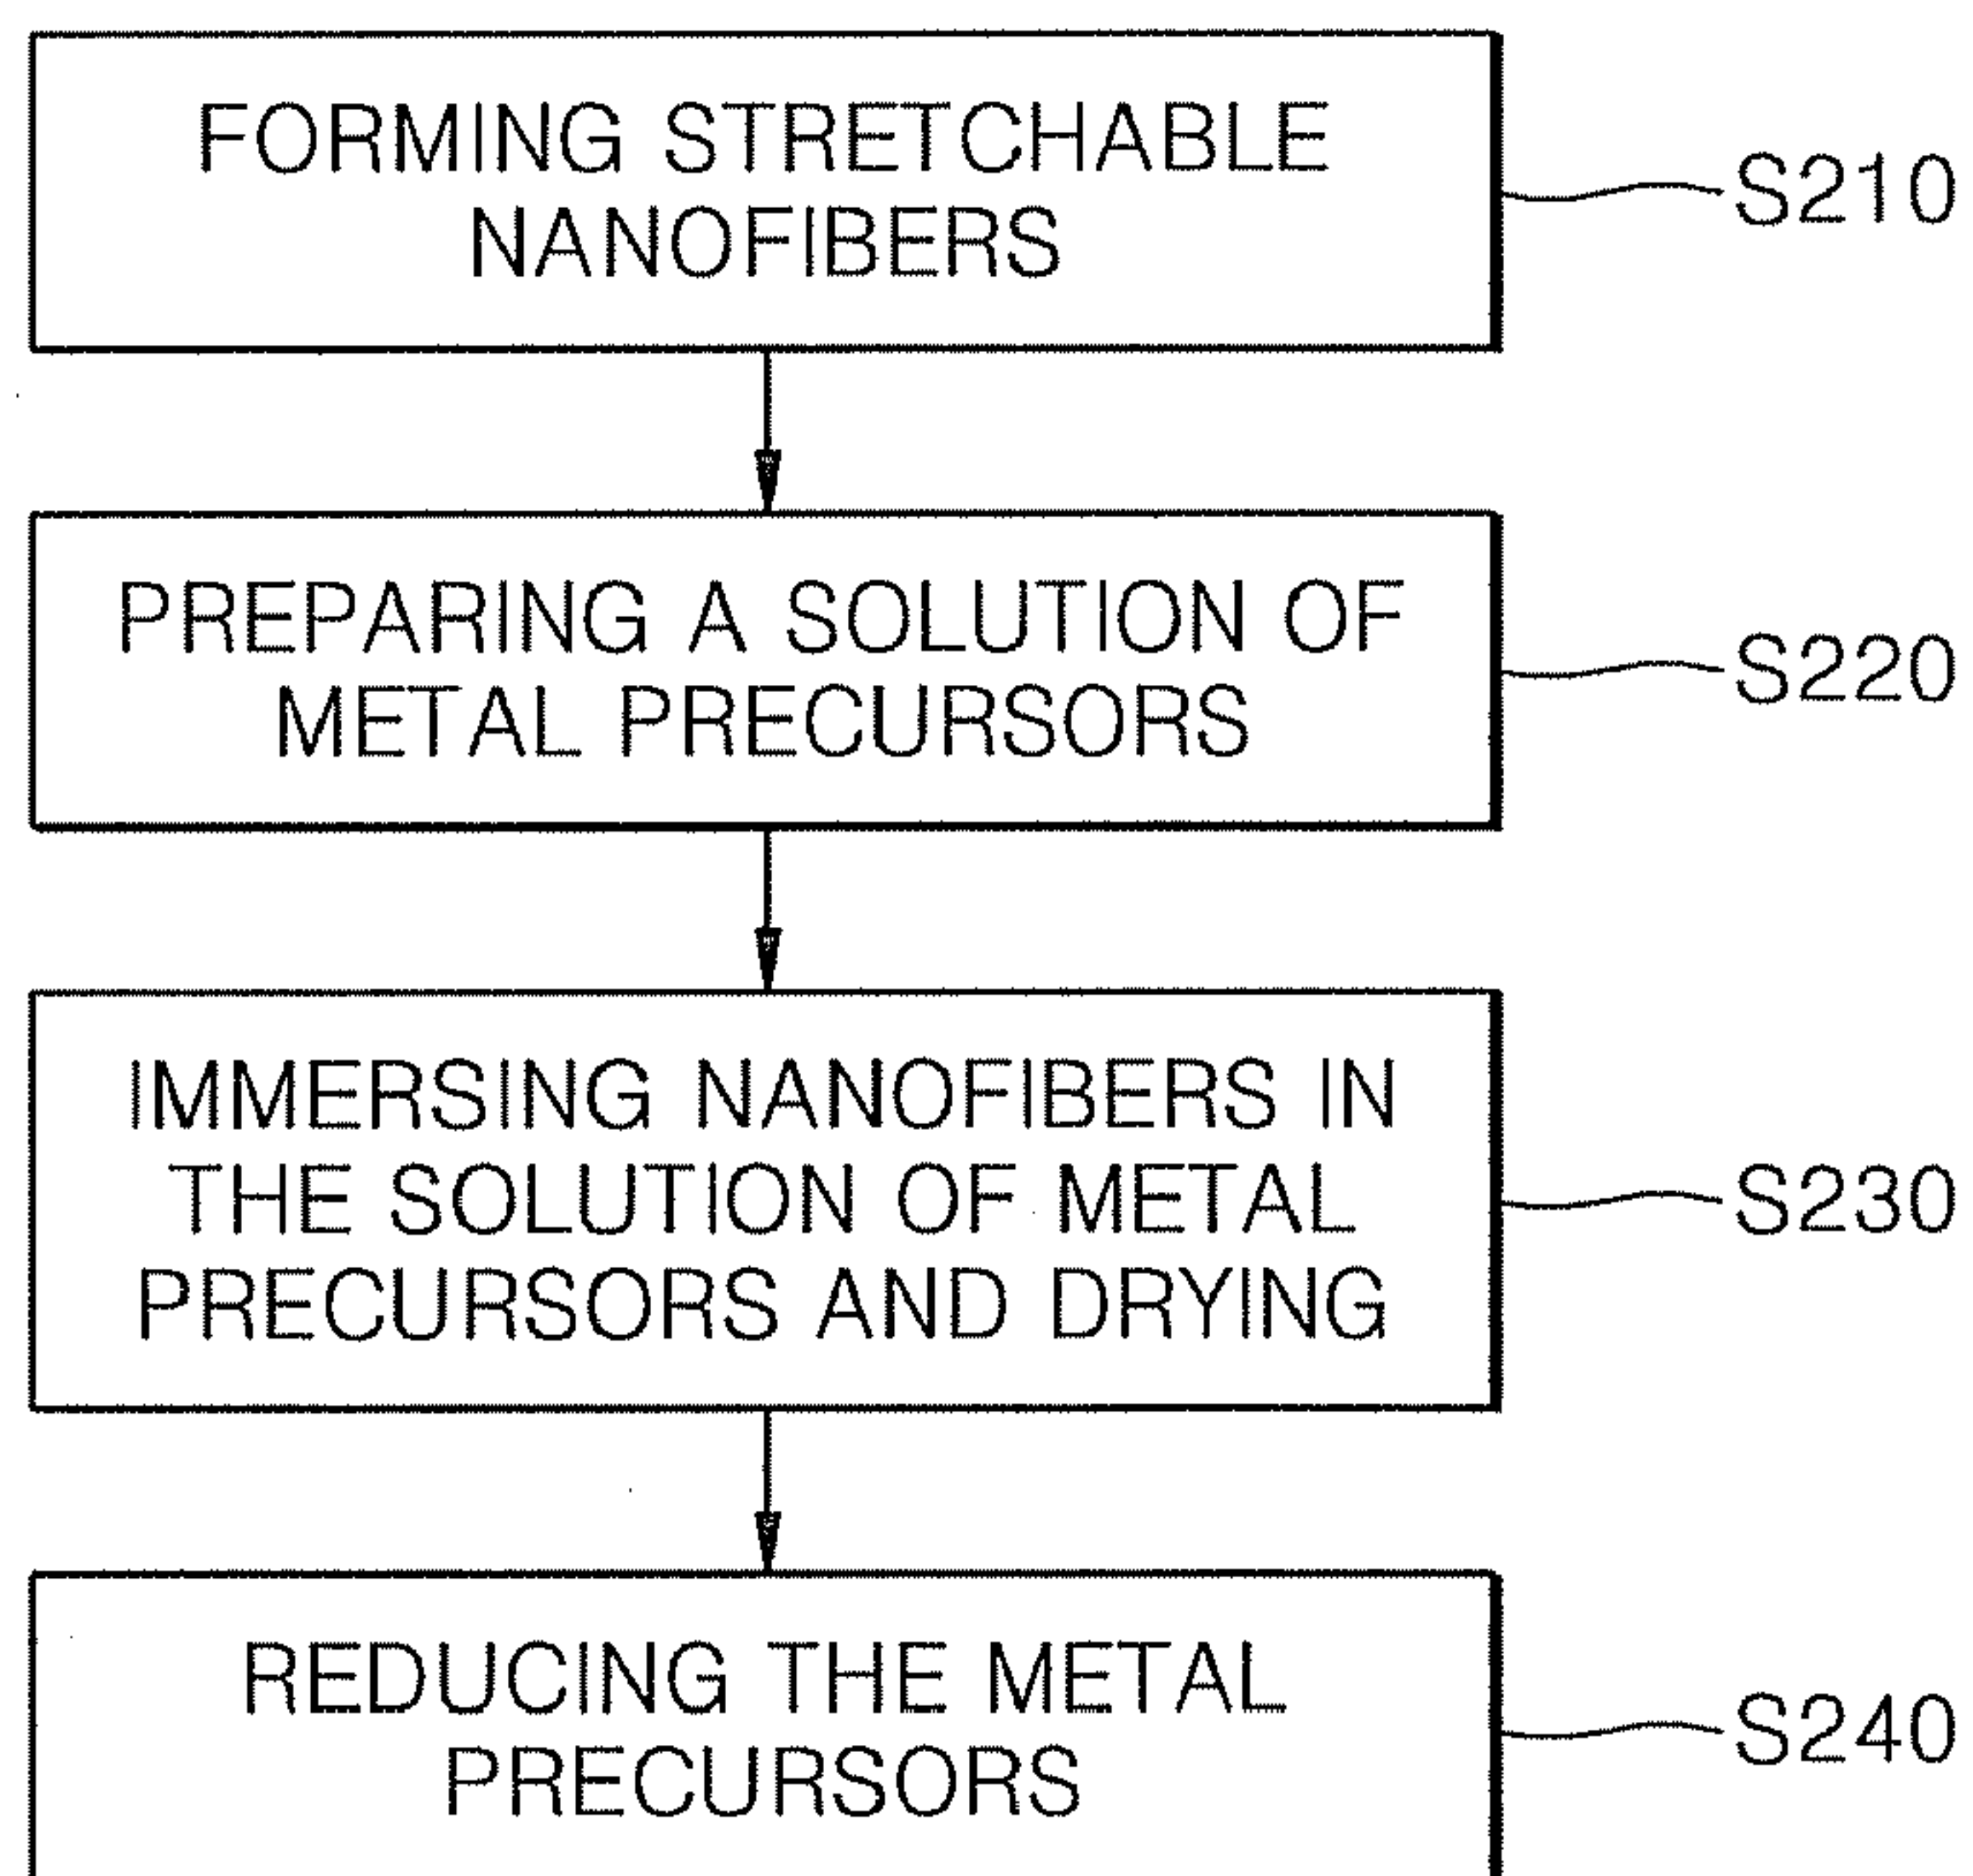 FORMING STRETCHABLE
NANOFIBERS
S210
PREPARING A SOLUTION OF
METAL PRECURSORS
S220
IMMERSING NANOFIBERS IN
THE SOLUTION OF METAL
PRECURSORS AND DRYING
S230
REDUCING THE METAL
PRECURSORS
S240